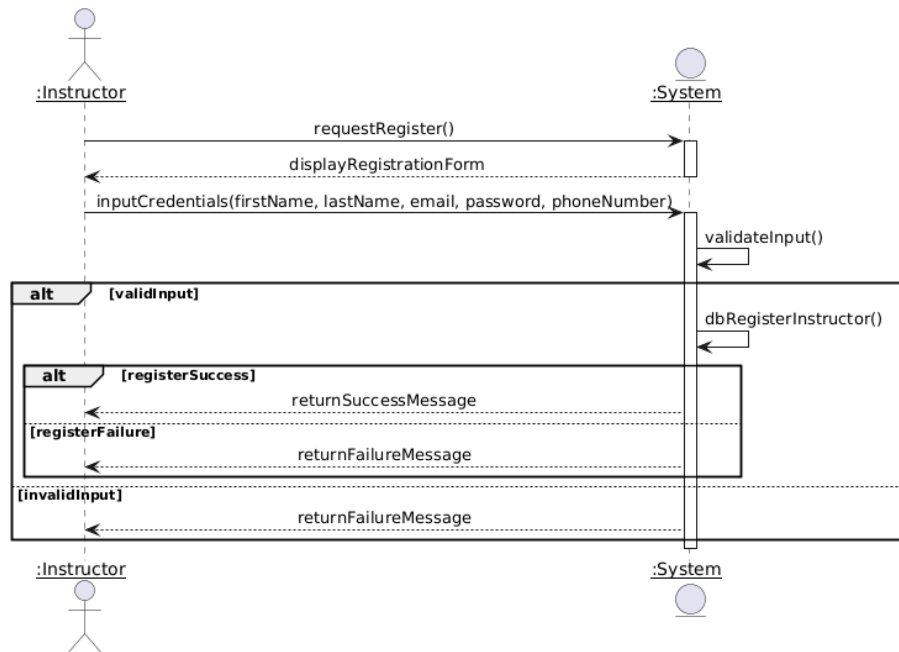 :Instructor
:System
requestRegister()
displayRegistrationForm
inputCredentials(firstName, lastName, email, password, phoneNumber)
validateInput()
alt [validInput]
dbRegisterInstructor()
alt [registerSuccess]
returnSuccessMessage
[registerFailure]
returnFailureMessage
[invalidInput]
returnFailureMessage
:Instructor
:System